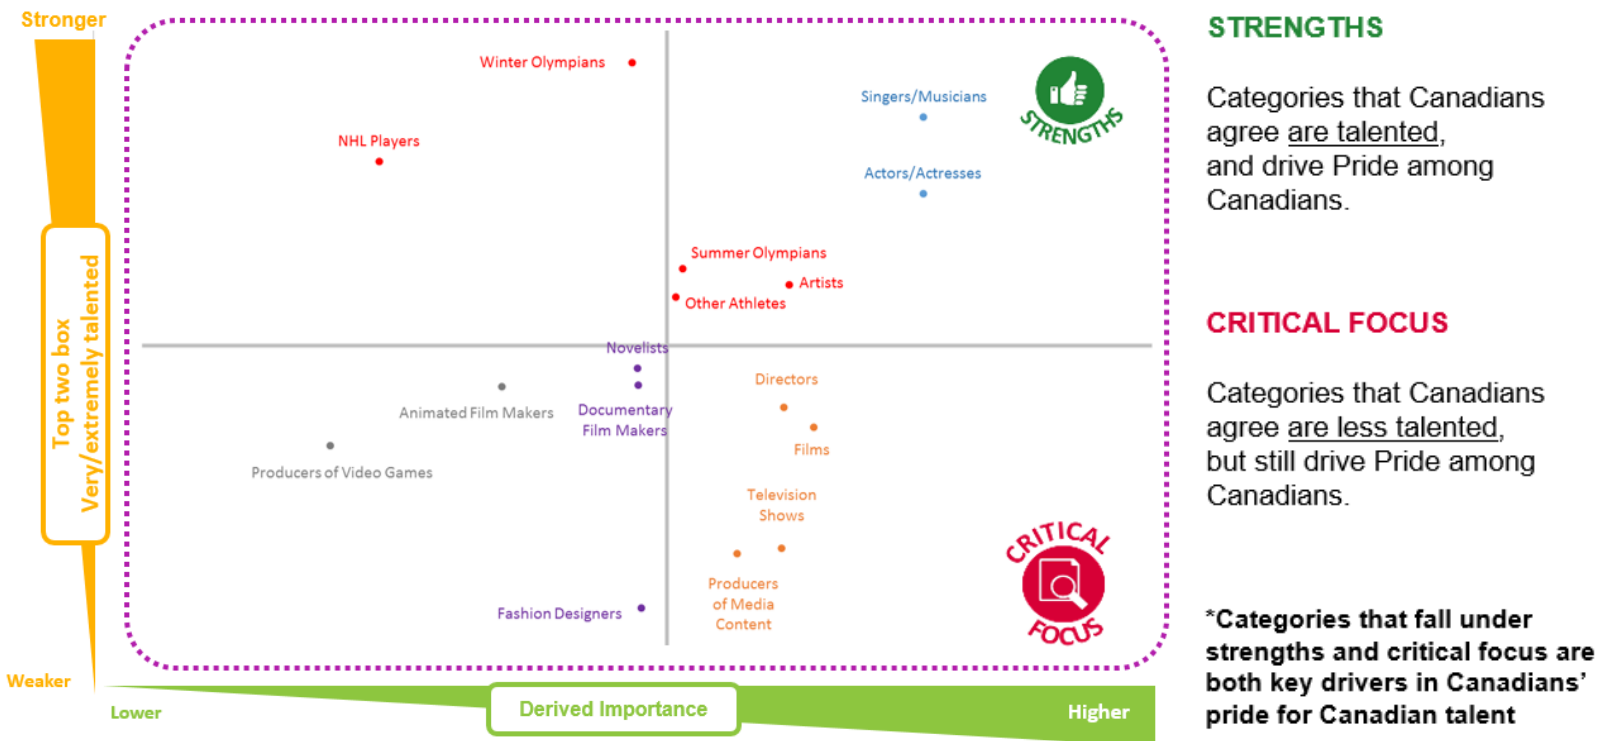 Stronger
Winter Olympians
NHL Players
Singers/Musicians
Actors/Actresses
STRENGTHS
Summer Olympians
Artists
Other Athletes
Novelists
Documentary
Film Makers
Animated Film Makers
Producers of Video Games
Fashion Designers
Directors
Films
Television
Shows
Producers
of Media
Content
CRITICAL
FOCUS
Top two box
Very/extremely talented
Weaker
Lower
Derived Importance
Higher
STRENGTHS
Categories that Canadians
agree are talented,
and drive Pride among
Canadians.
CRITICAL FOCUS
Categories that Canadians
agree are less talented,
but still drive Pride among
Canadians.
*Categories that fall under
strengths and critical focus are
both key drivers in Canadians’
pride for Canadian talent